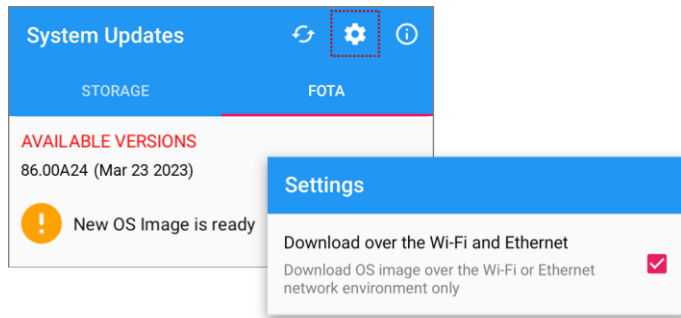 System Updates
STORAGE FOTA
AVAILABLE VERSIONS
86.00A24 (Mar 23 2023)
! New OS Image is ready
Settings
Download over the Wi-Fi and Ethernet
Download OS image over the Wi-Fi or Ethernet
network environment only